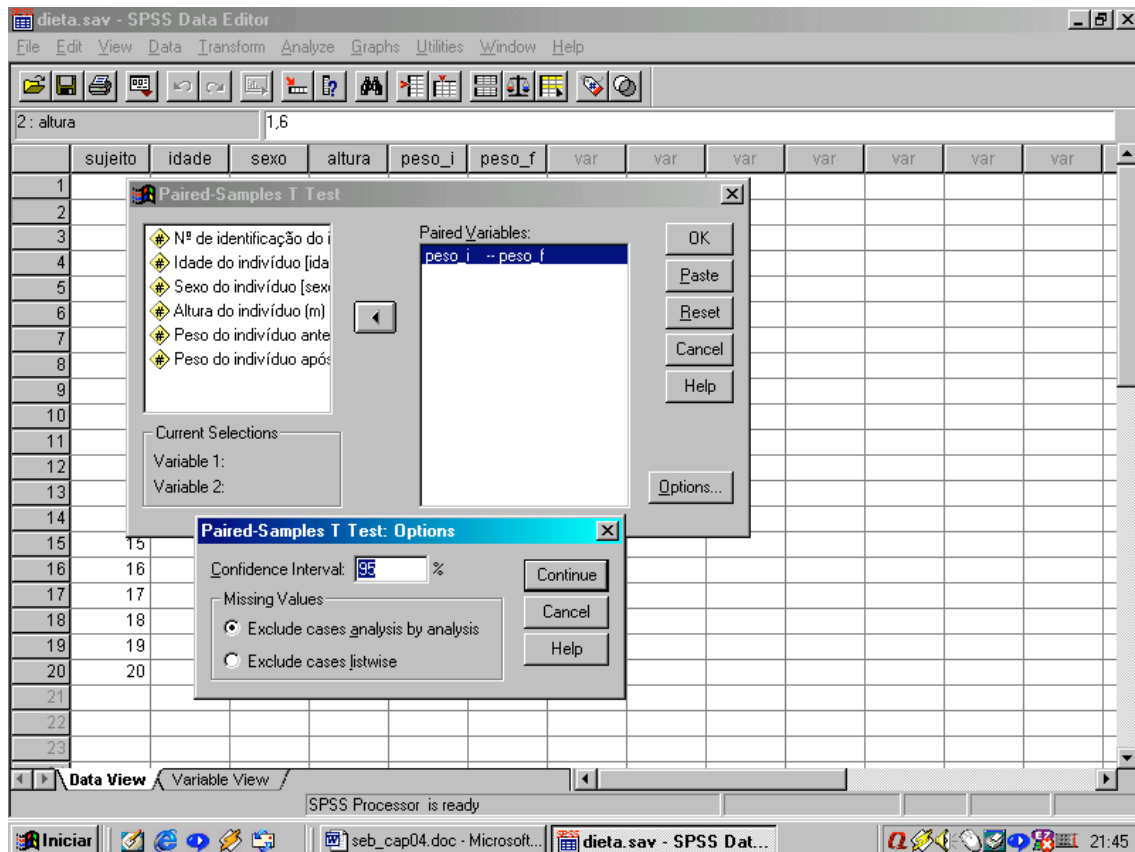 dieta.sav - SPSS Data Editor
File Edit View Data Transform Analyze Graphs Utilities Window Help
2 : altura 1,6
sujeito idade sexo altura peso_i peso_f var var var var var var var
1
2
3
4
5
6
7
8
9
10
11
12
13
14
15 15
16 16
17 17
18 18
19 19
20 20
21
22
23
Paired-Samples T Test
Nº de identificação do i
Idade do indivíduo [ida
Sexo do indivíduo [sex
Altura do indivíduo (m)
Peso do indivíduo ante
Peso do indivíduo após
Current Selections
Variable 1:
Variable 2:
Paired Variables:
peso_i -- peso_f
OK
Paste
Reset
Cancel
Help
Options...
Paired-Samples T Test: Options
Confidence Interval: 95 %
Missing Values
Exclude cases analysis by analysis
Exclude cases listwise
Continue
Cancel
Help
Data View Variable View
SPSS Processor is ready
Iniciar seb_cap04.doc - Microsoft... dieta.sav - SPSS Dat... 21:45